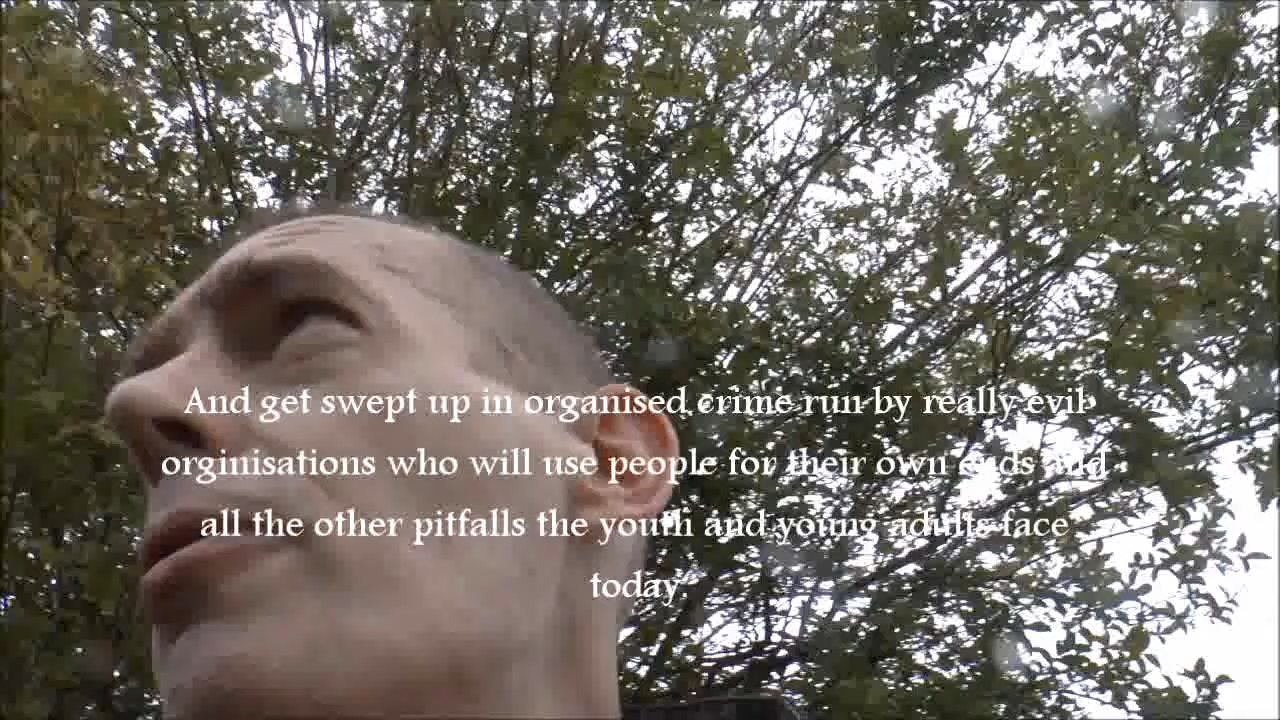 And get swept up in organised crime run by really evil
orginisations who will use people for their own ends and
all the other pitfalls the youth and young adults face
today.